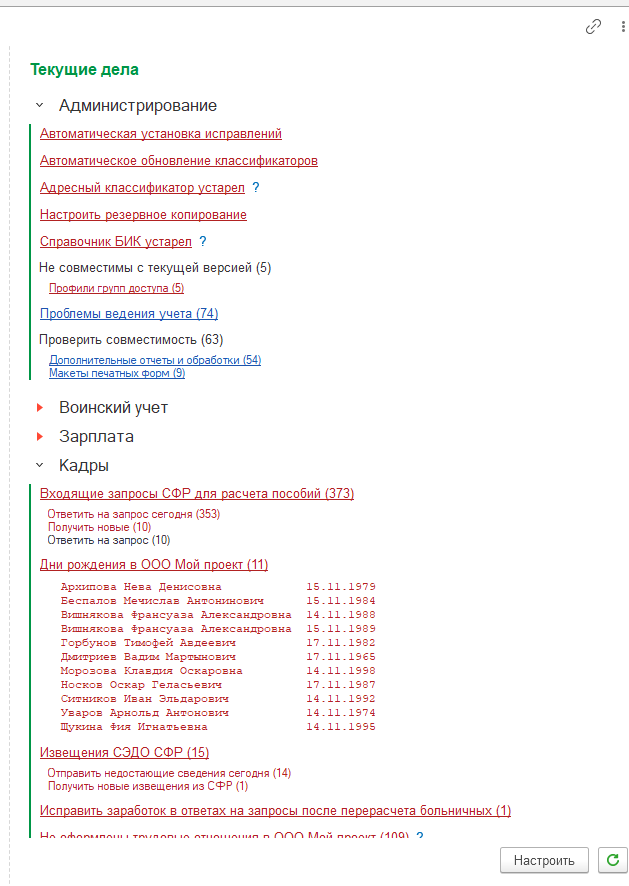 Текущие дела
Администрирование
Автоматическая установка исправлений
Автоматическое обновление классификаторов
Адресный классификатор устарел ?
Настроить резервное копирование
Справочник БИК устарел ?
Не совместимы с текущей версией (5)
Профили групп доступа (5)
Проблемы ведения учета (74)
Проверить совместимость (63)
Дополнительные отчеты и обработки (54)
Макеты печатных форм (9)
Воинский учет
Зарплата
Кадры
Входящие запросы СФР для расчета пособий (373)
Ответить на запрос сегодня (353)
Получить новые (10)
Ответить на запрос (10)
Дни рождения в ООО Мой проект (11)
Архипова Нева Денисовна 15.11.1979
Беспалов Мечислав Антонинович 15.11.1984
Вишнякова Франсуаза Александровна 14.11.1988
Вишнякова Франсуаза Александровна 15.11.1989
Горбунов Тимофей Авдеевич 17.11.1982
Дмитриев Вадим Мартынович 17.11.1965
Морозова Клавдия Оскаровна 14.11.1998
Носков Оскар Геласьевич 17.11.1987
Ситников Иван Эльдарович 14.11.1992
Уваров Арнольд Антонович 14.11.1974
Щукина Фия Игнатьевна 14.11.1995
Извещения СЭДО СФР (15)
Отправить недостающие сведения сегодня (14)
Получить новые извещения из СФР (1)
Исправить заработок в ответах на запросы после перерасчета больничных (1)
Не оформлены трудовые отношения в ООО Мой проект (109) ?
Настроить